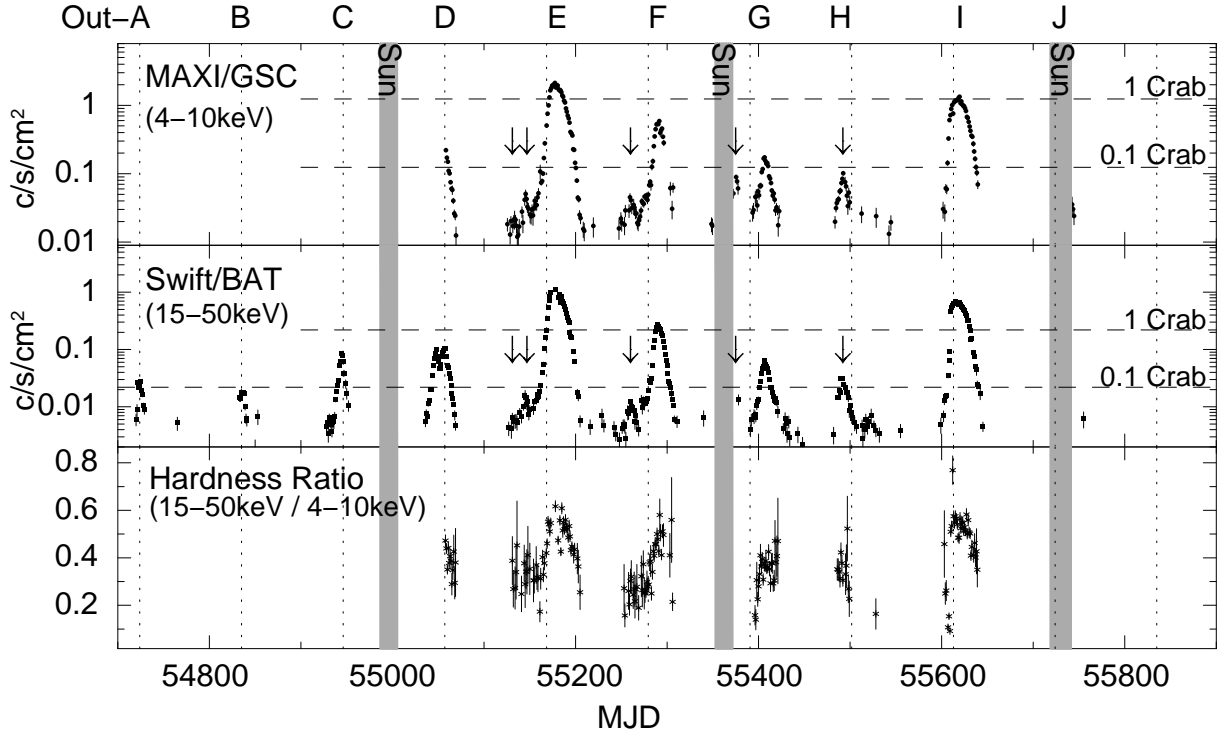 Out–A B C D E F G H I J
Sun Sun Sun
MAXI/GSC
(4–10keV)
1 Crab
0.1 Crab
c/s/cm²
1
0.1
0.01
Swift/BAT
(15–50keV)
1 Crab
0.1 Crab
c/s/cm²
1
0.1
0.01
Hardness Ratio
(15–50keV / 4–10keV)
0.8
0.6
0.4
0.2
54800 55000 55200 55400 55600 55800
MJD